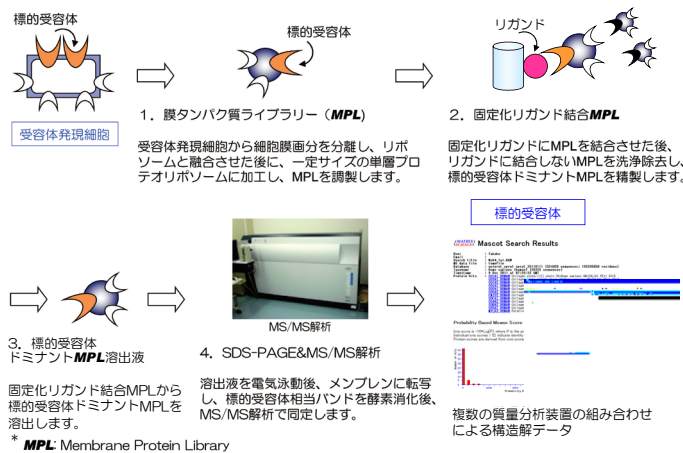 標的受容体
標的受容体
リガンド
受容体発現細胞
1．膜タンパク質ライブラリー（MPL)
受容体発現細胞から細胞膜画分を分離し、リポ
ソームと融合させた後に、一定サイズの単層プロ
テオリポソームに加工し、MPLを調製します。
2．固定化リガンド結合MPL
固定化リガンドにMPLを結合させた後、
リガンドに結合しないMPLを洗浄除去し、
標的受容体ドミナントMPLを精製します。
標的受容体
Mascot Search Results
Probability Based Mowse Score
MS/MS解析
3．標的受容体
ドミナントMPL溶出液
固定化リガンド結合MPLから
標的受容体ドミナントMPLを
溶出します。
4．SDS-PAGE&MS/MS解析
溶出液を電気泳動後、メンブレンに転写
し、標的受容体相当バンドを酵素消化後、
MS/MS解析で同定します。
複数の質量分析装置の組み合わせ
による構造解データ
* MPL: Membrane Protein Library